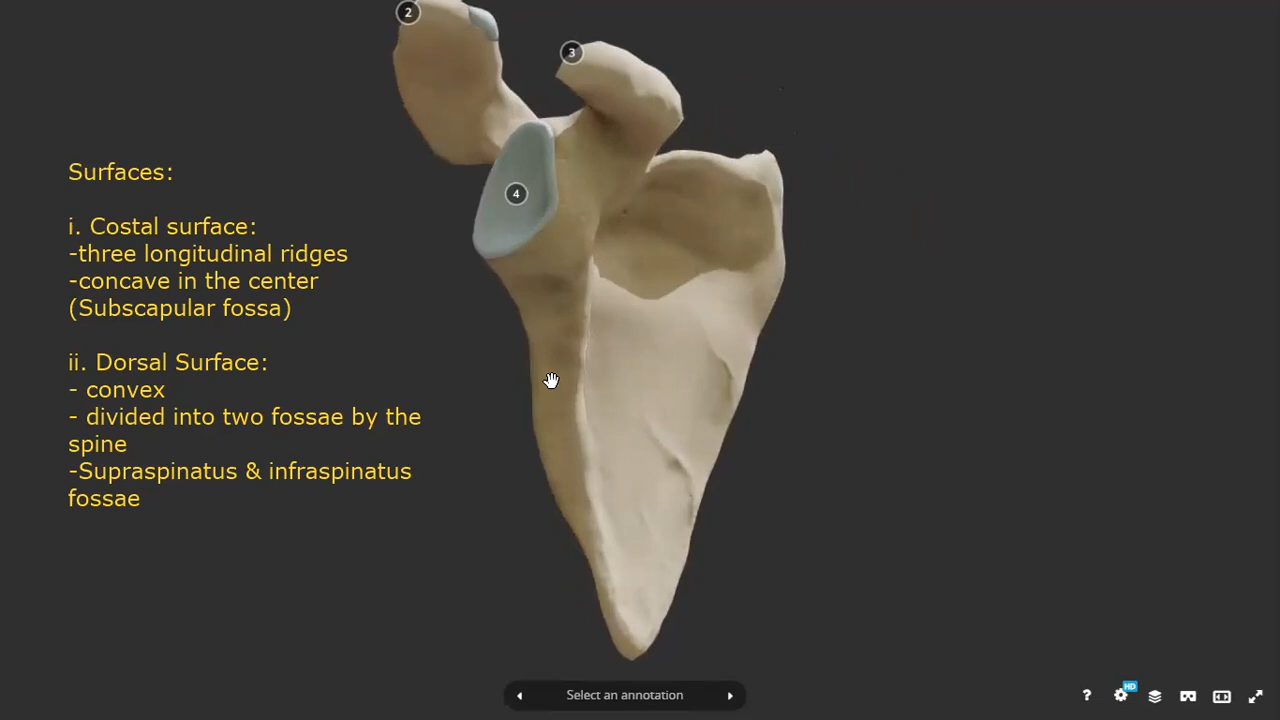 2
3
4
Surfaces:
i. Costal surface:
-three longitudinal ridges
-concave in the center
(Subscapular fossa)
ii. Dorsal Surface:
- convex
- divided into two fossae by the
spine
-Supraspinatus & infraspinatus
fossae
Select an annotation
?
HD